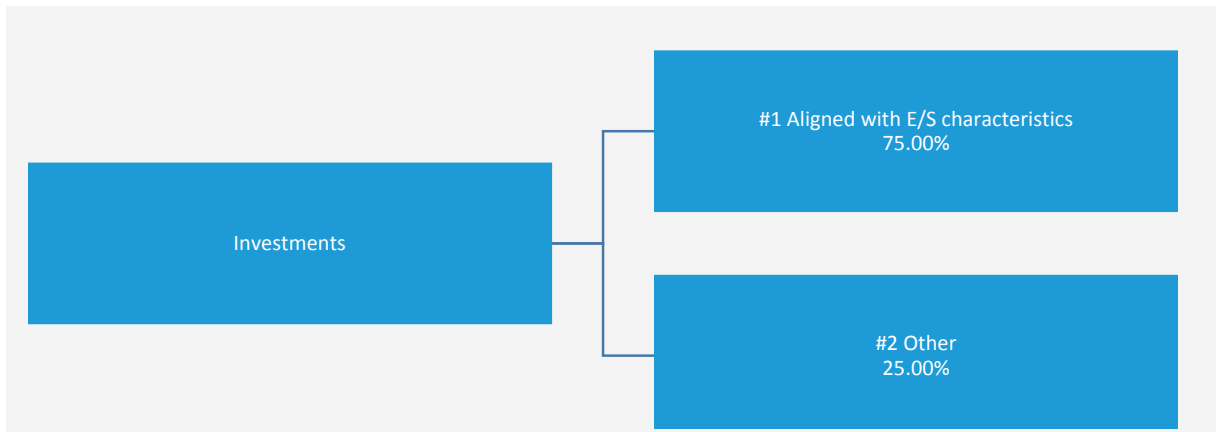 #1 Aligned with E/S characteristics
75.00%
Investments
#2 Other
25.00%